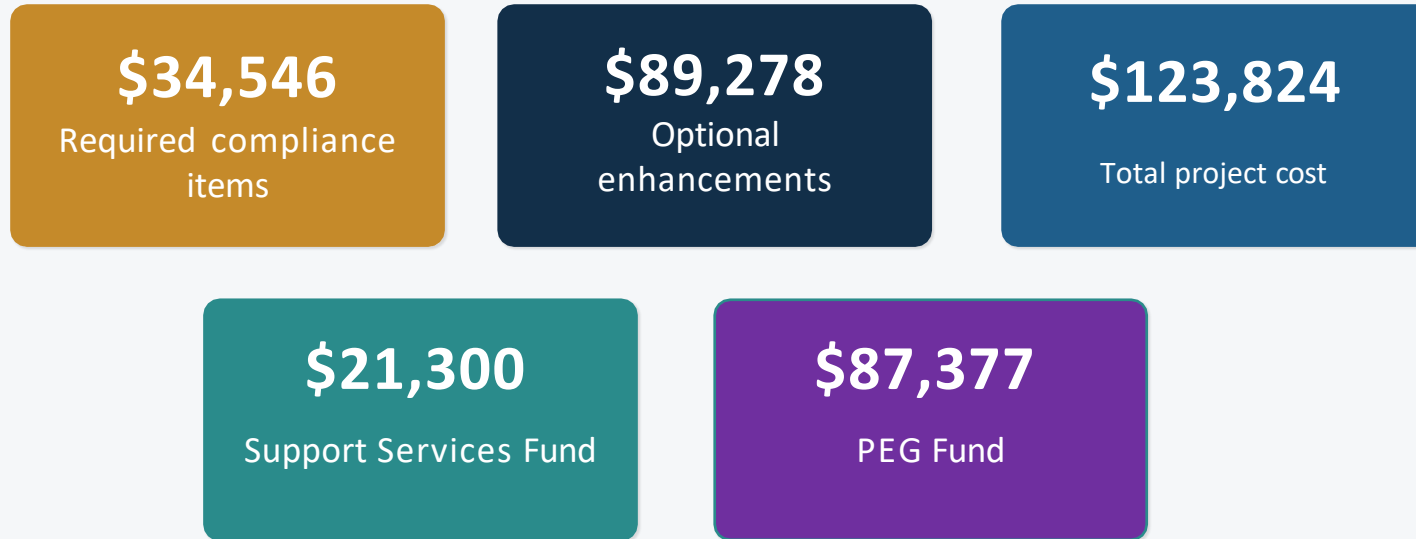 $34,546
Required compliance
items
$89,278
Optional
enhancements
$123,824
Total project cost
$21,300
Support Services Fund
$87,377
PEG Fund